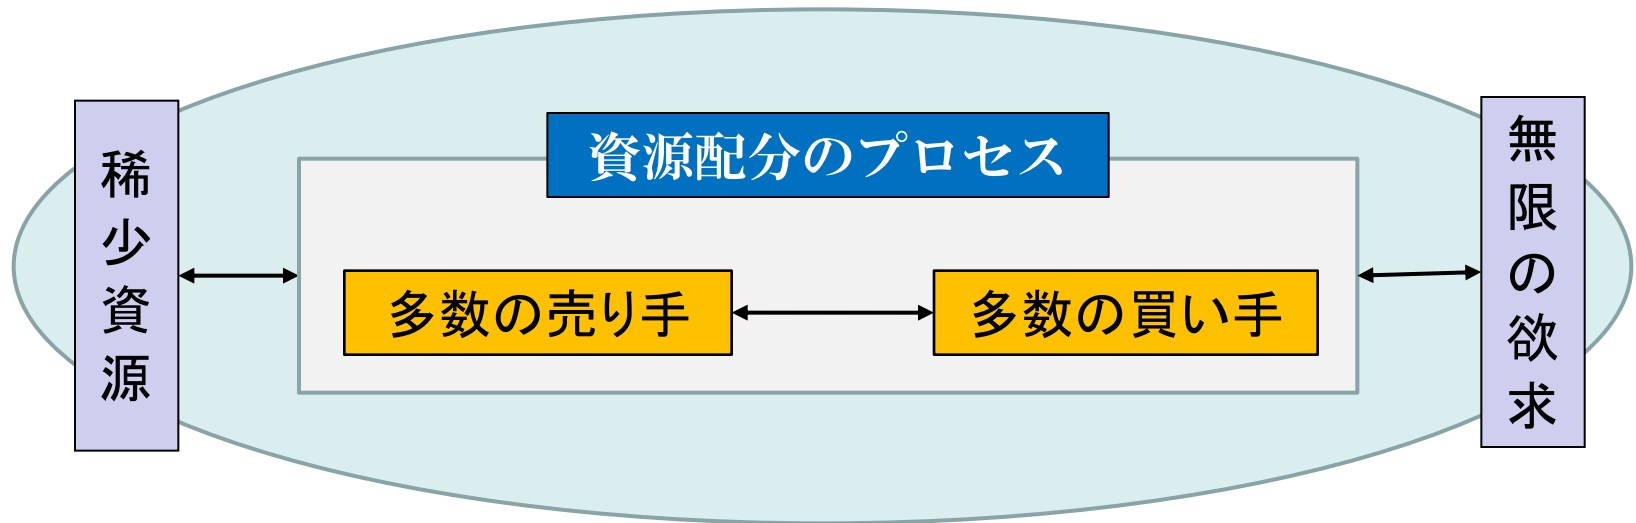 資源配分のプロセス
稀少資源
多数の売り手
多数の買い手
無限の欲求